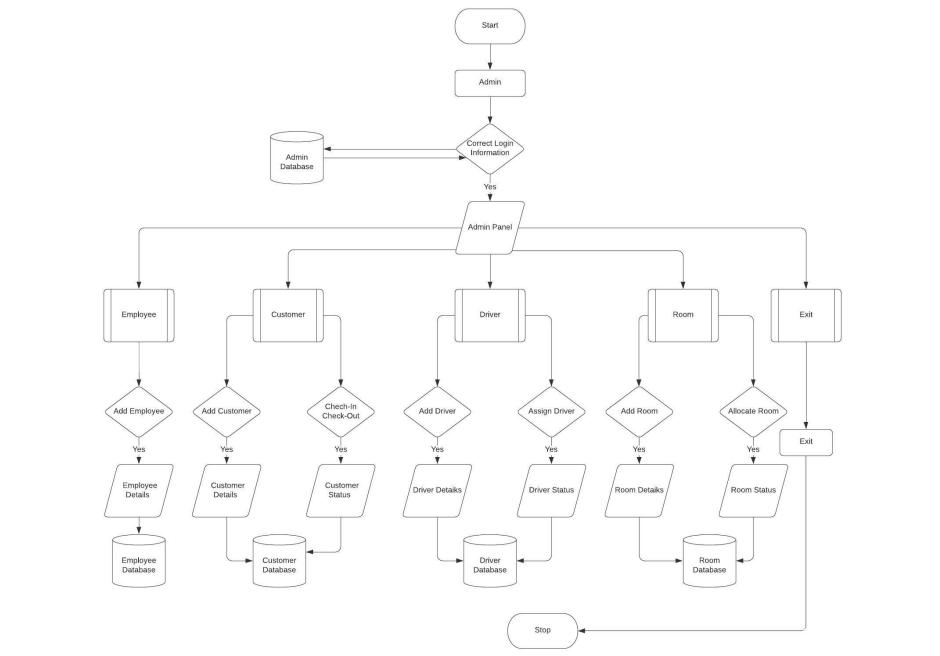 Start
Admin
Correct Login
Information
Admin
Database
Yes
Admin Panel
Employee
Customer
Driver
Room
Exit
Add Employee
Add Customer
Chech-In
Check-Out
Add Driver
Assign Driver
Add Room
Allocate Room
Exit
Yes
Yes
Yes
Yes
Yes
Yes
Yes
Employee
Details
Customer
Details
Customer
Status
Driver Detaiks
Driver Status
Room Detaiks
Room Status
Employee
Database
Customer
Database
Driver
Database
Room
Database
Stop